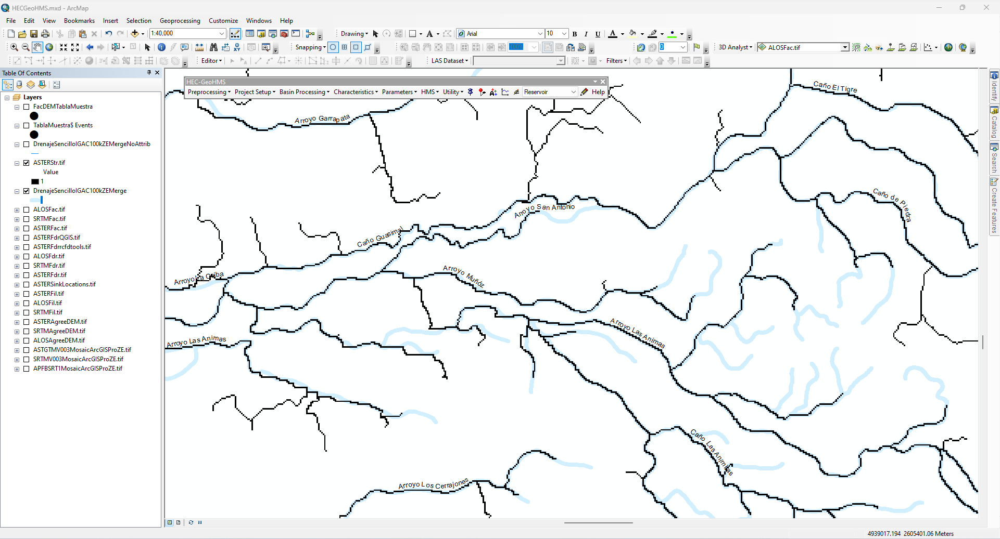 HECGeoHMS.mxd - ArcMap
File Edit View Bookmarks Insert Selection Geoprocessing Customize Windows Help
1:40,000 Drawing Arial 10 B I U A
Snapping 100% 0 3D Analyst ALOSFac.tif
Editor LAS Dataset Filters
Table Of Contents
Layers
FacDEMTablaMuestra
TablaMuestra$ Events
DrenajeSencilloIGAC100kZEMergeNoAttrib
ASTERStr.tif
Value
1
DrenajeSencilloIGAC100kZEMerge
ALOSFac.tif
SRTMFac.tif
ASTERFac.tif
ASTERFdrQGIS.tif
ASTERFdrrcfdtools.tif
ALOSFdr.tif
SRTMFdr.tif
ASTERFdr.tif
ASTERSinkLocations.tif
ASTERFil.tif
ALOSFil.tif
SRTMFil.tif
ASTERAgreeDEM.tif
SRTMAgreeDEM.tif
ALOSAgreeDEM.tif
ASTGTMV003MosaicArcGISProZE.tif
SRTMV003MosaicArcGISProZE.tif
APFBSRT1MosaicArcGISProZE.tif
HEC-GeoHMS
Preprocessing Project Setup Basin Processing Characteristics Parameters HMS Utility Reservoir Help
Caño El Tigre
Arroyo Garrapata
Caño de Piedra
Arroyo San Antonio
Caño Guasimal
Arroyo La Ceiba
Arroyo Muñóz
Arroyo Las Animas
Arroyo Las Animas
Caño Las Animitas
Arroyo Los Cerrajones
Identify
Catalog
Search
Create Features
4939017.194 2605401.06 Meters